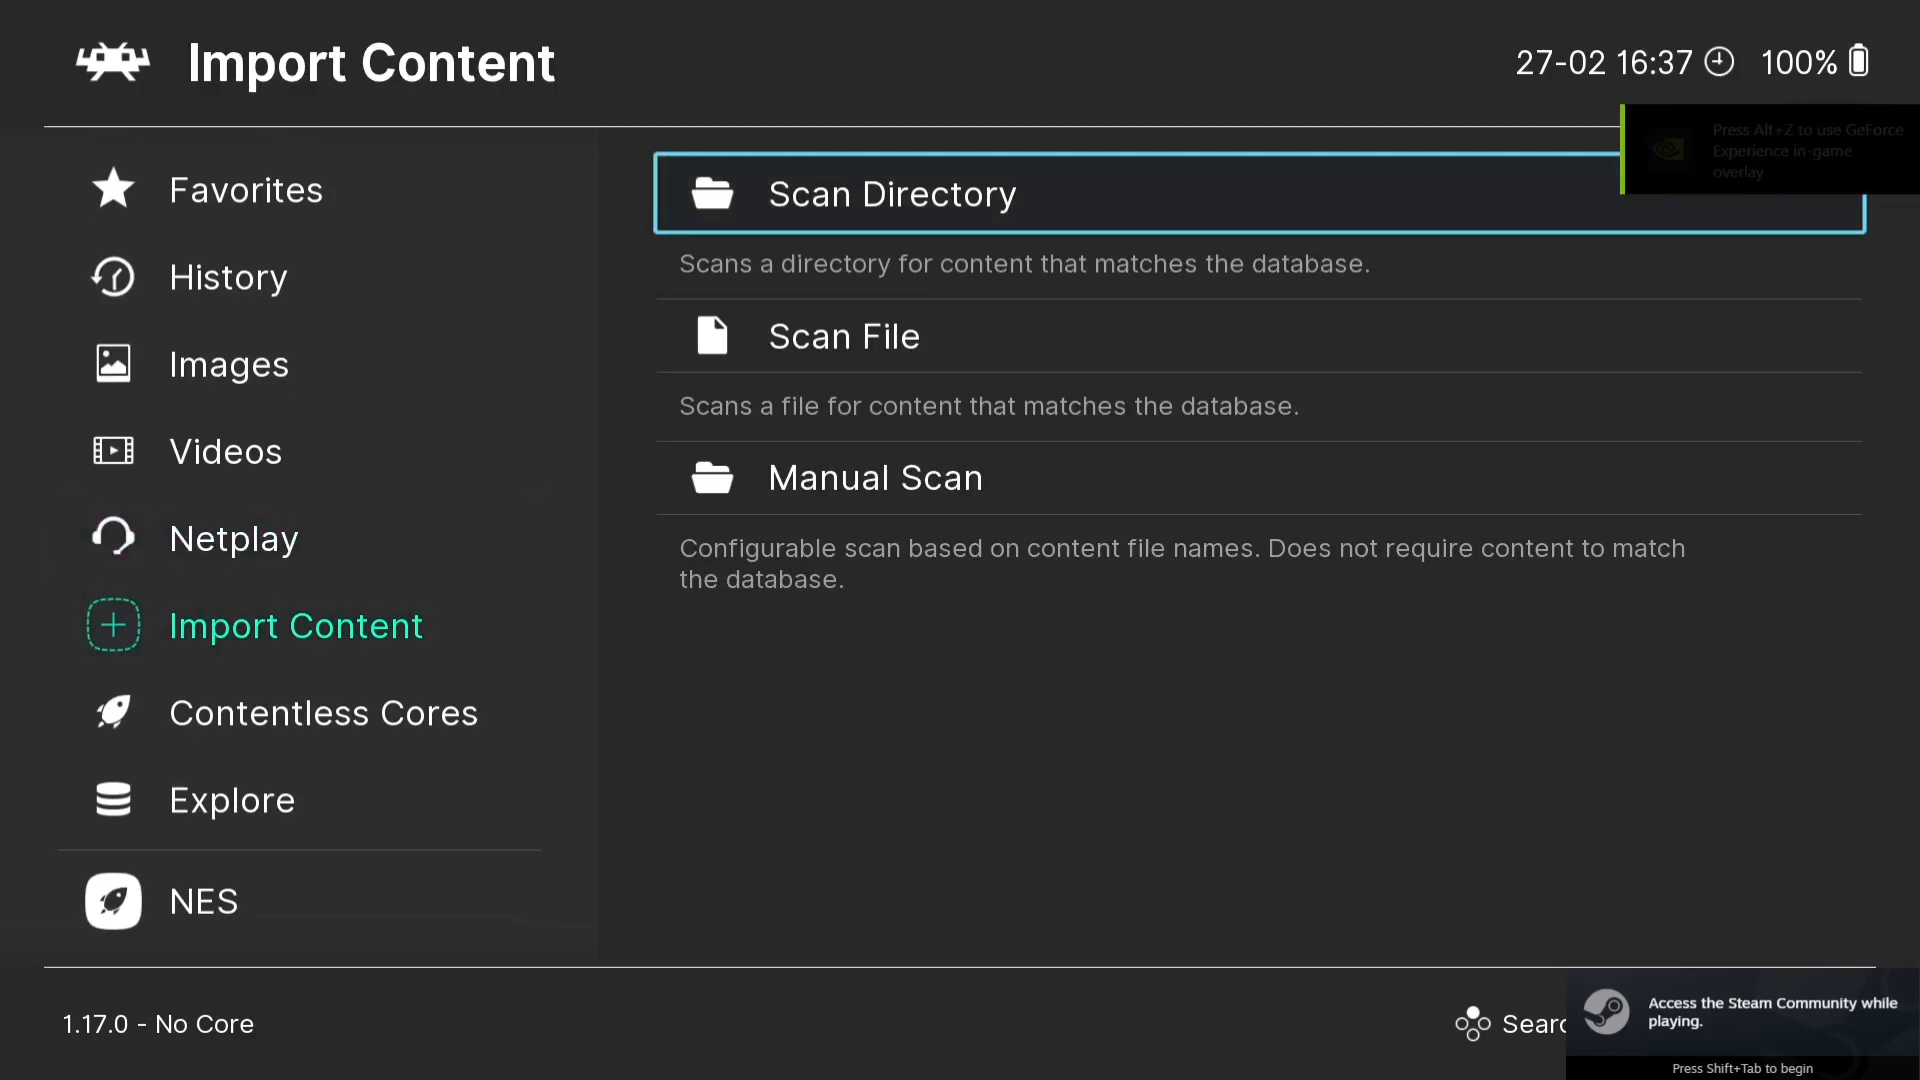 Import Content
27-02 16:37 100%
Press Alt+Z to use GeForce
Experience in-game
overlay
Favorites
History
Images
Videos
Netplay
Import Content
Contentless Cores
Explore
NES
Scan Directory
Scans a directory for content that matches the database.
Scan File
Scans a file for content that matches the database.
Manual Scan
Configurable scan based on content file names. Does not require content to match
the database.
1.17.0 - No Core
Searc
Access the Steam Community while
playing.
Press Shift+Tab to begin